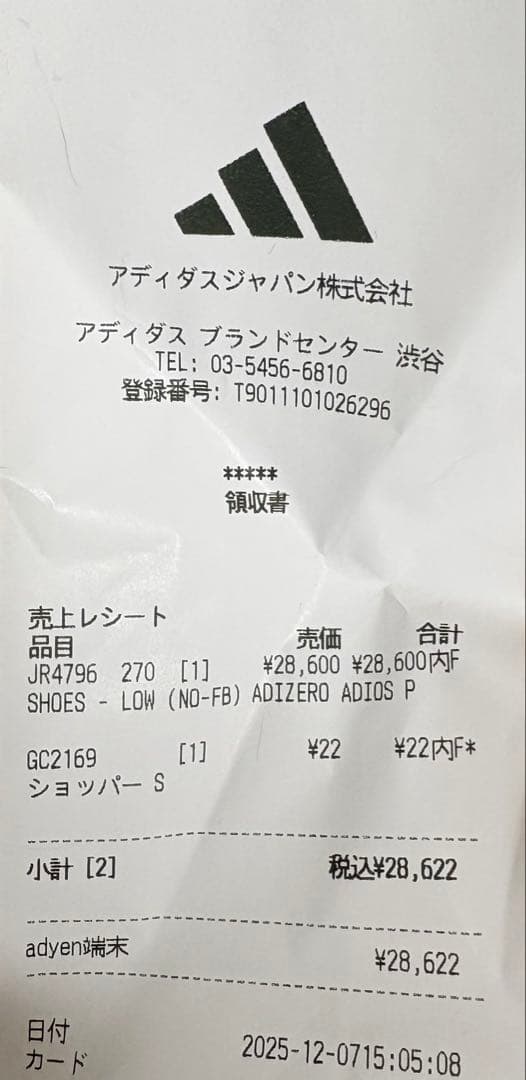 アディダスジャパン株式会社
アディダス ブランドセンター 渋谷
TEL: 03-5456-6810
登録番号: T9011101026296
*****
領収書
売上レシート
品目 売価 合計
JR4796 270 [1] ¥28,600 ¥28,600内F
SHOES - LOW (NO-FB) ADIZERO ADIOS P
GC2169 [1] ¥22 ¥22内F*
ショッパー S
小計 [2] 税込¥28,622
adyen端末 ¥28,622
日付 2025-12-0715:05:08
カード